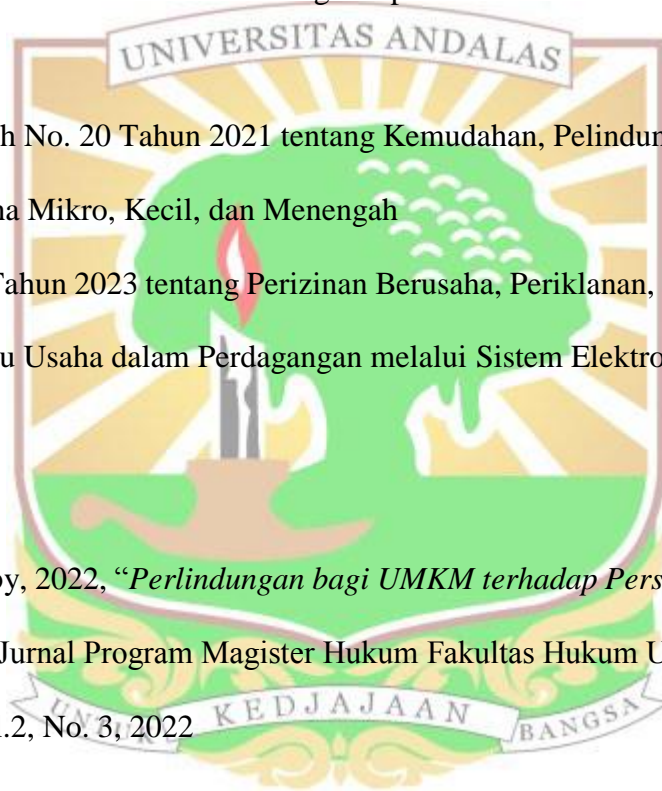 UNIVERSITAS ANDALAS
h No. 20 Tahun 2021 tentang Kemudahan, Pelindun
na Mikro, Kecil, dan Menengah
Tahun 2023 tentang Perizinan Berusaha, Periklanan,
u Usaha dalam Perdagangan melalui Sistem Elektro
y, 2022, “Perlindungan bagi UMKM terhadap Pers
Jurnal Program Magister Hukum Fakultas Hukum U
.2, No. 3, 2022
UNTUK KEDJAJAAN BANGSA